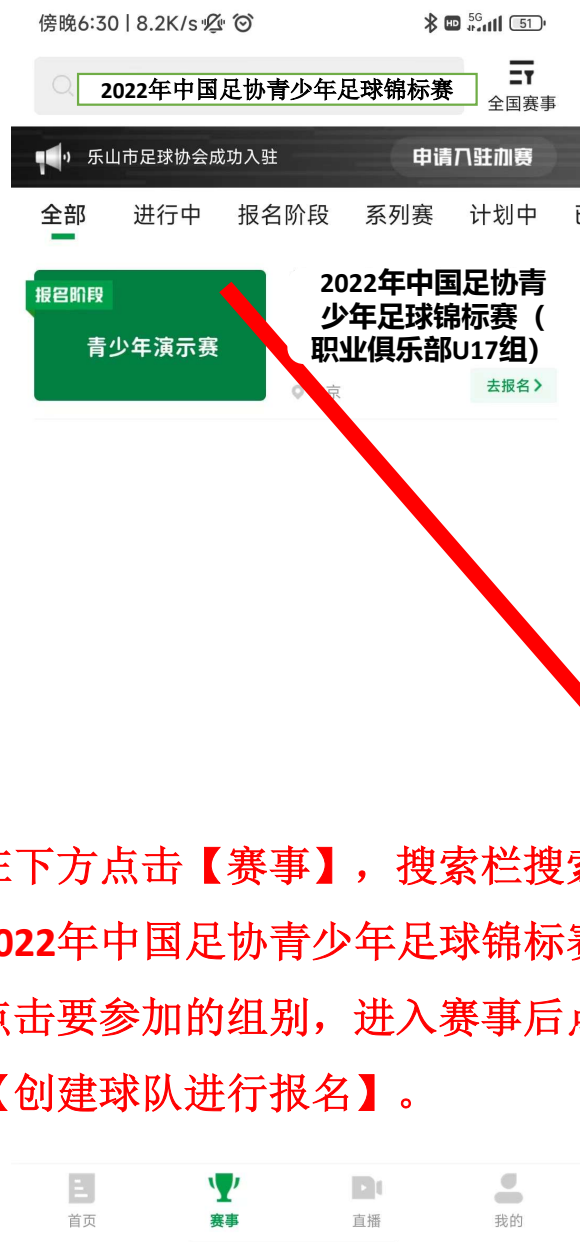 傍晚6:30 | 8.2K/s
HD 5G 51
2022年中国足协青少年足球锦标赛
全国赛事
乐山市足球协会成功入驻 申请入驻办赛
全部 进行中 报名阶段 系列赛 计划中
报名阶段
青少年演示赛
2022年中国足协青
少年足球锦标赛（
职业俱乐部U17组）
京
去报名
下方点击【赛事】，搜索栏搜索
022年中国足协青少年足球锦标赛
点击要参加的组别，进入赛事后点
【创建球队进行报名】。
首页 赛事 直播 我的